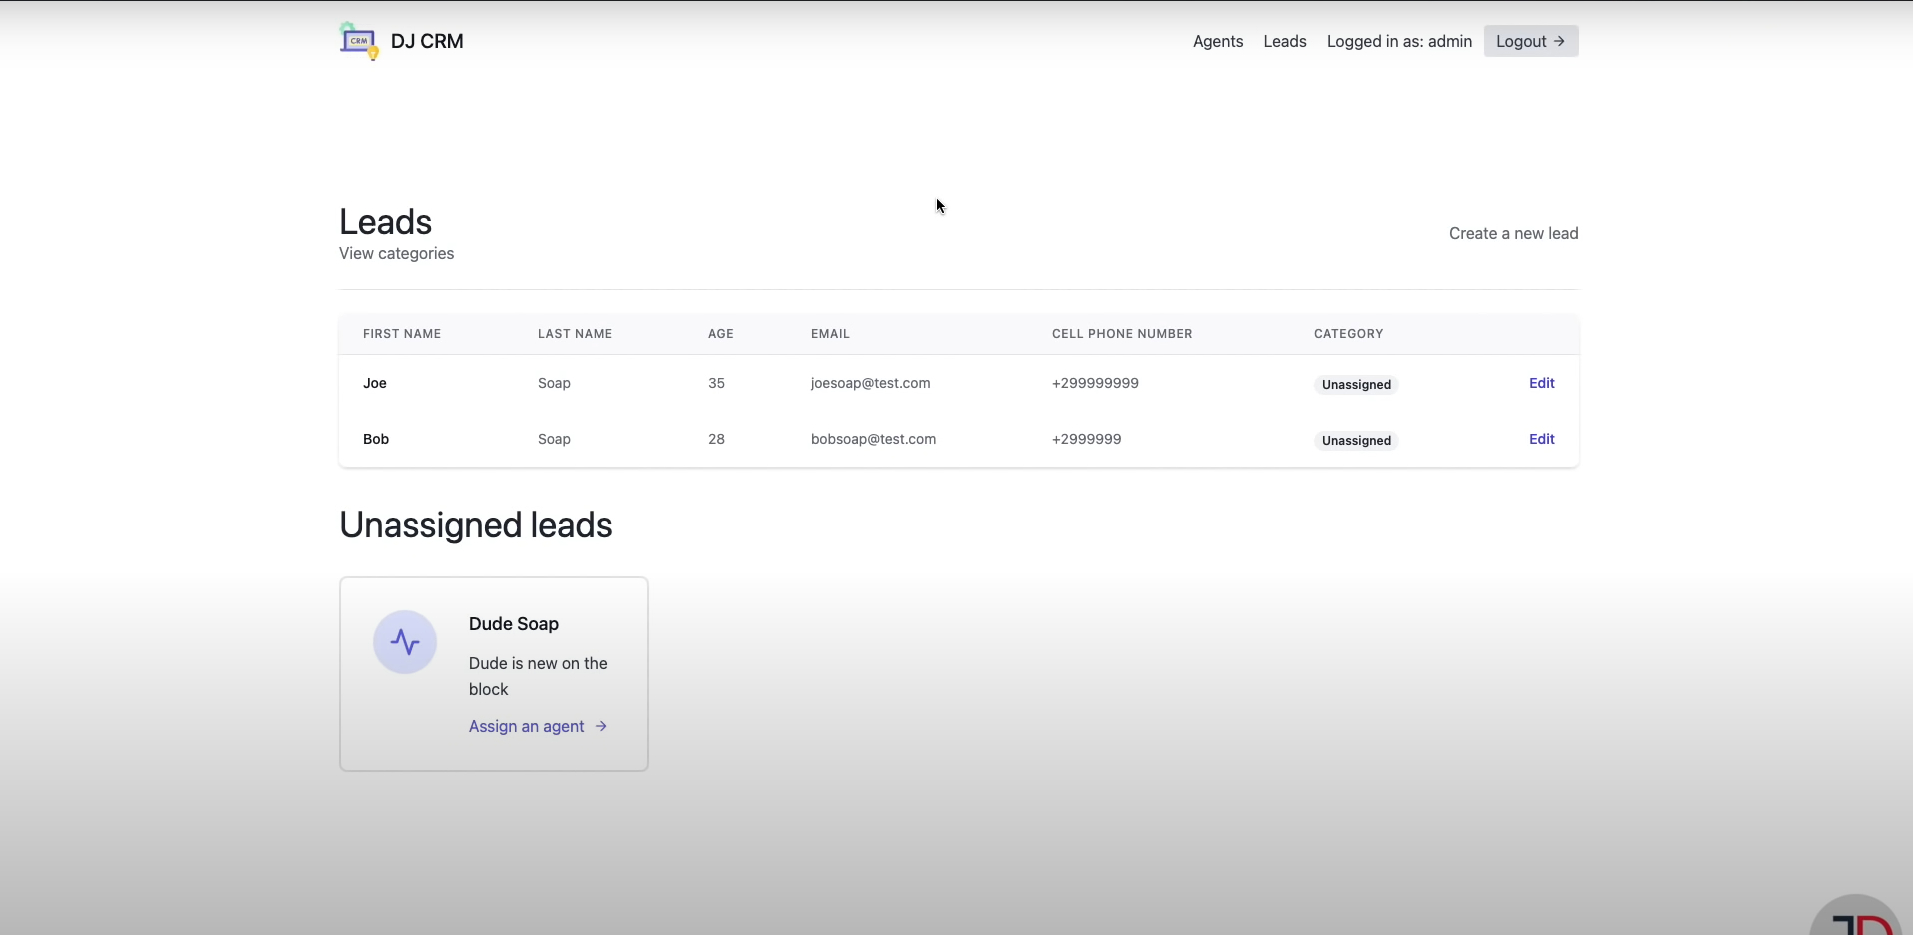 CRM
DJ CRM
Agents Leads Logged in as: admin Logout →
Leads
View categories
Create a new lead
FIRST NAME LAST NAME AGE EMAIL CELL PHONE NUMBER CATEGORY
Joe Soap 35 joesoap@test.com +299999999 Unassigned Edit
Bob Soap 28 bobsoap@test.com +2999999 Unassigned Edit
Unassigned leads
Dude Soap
Dude is new on the
block
Assign an agent →
JD